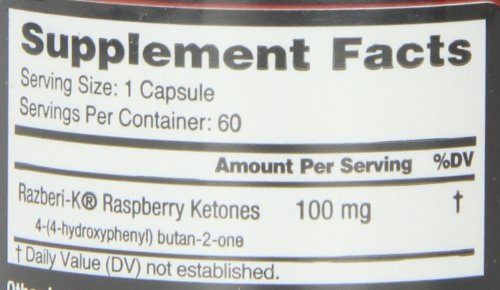 Supplement Facts
Serving Size: 1 Capsule
Servings Per Container: 60
Amount Per Serving %DV
Razberi-K® Raspberry Ketones 100 mg †
4-(4-hydroxyphenyl) butan-2-one
† Daily Value (DV) not established.